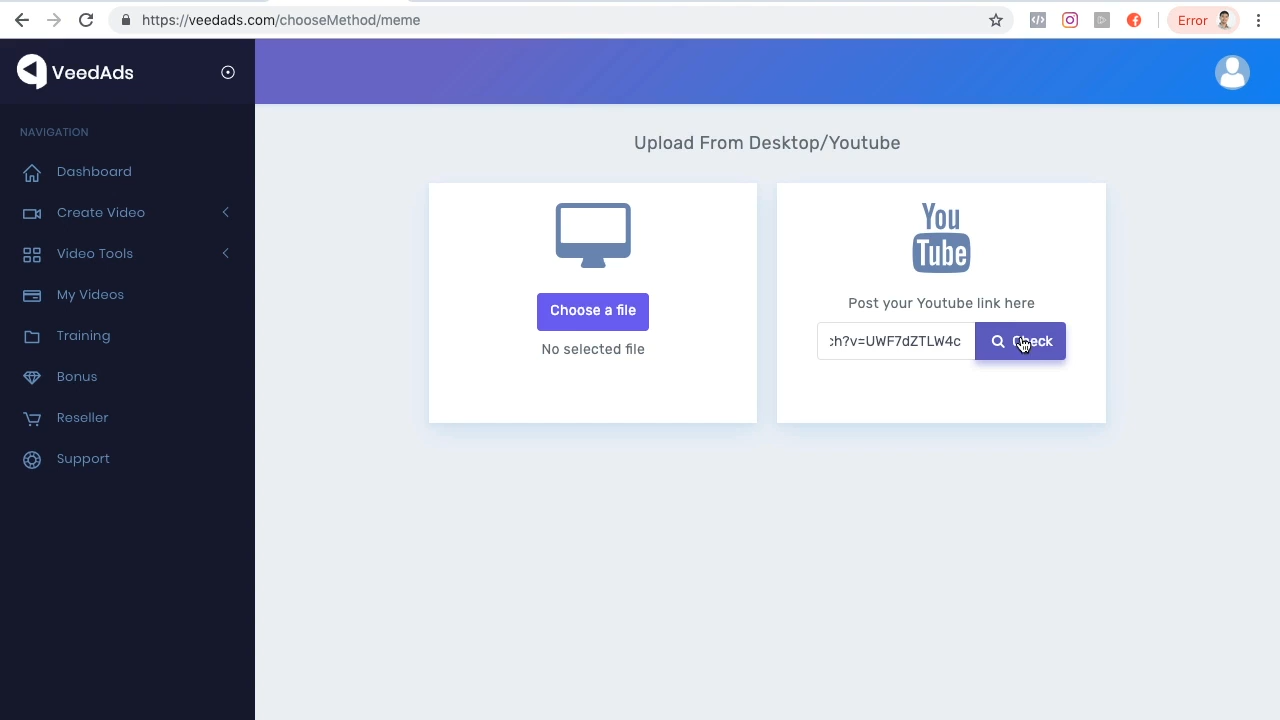 https://veedads.com/chooseMethod/meme
Error
VeedAds
NAVIGATION
Dashboard
Create Video
Video Tools
My Videos
Training
Bonus
Reseller
Support
Upload From Desktop/Youtube
Choose a file
No selected file
You
Tube
Post your Youtube link here
ch?v=UWF7dZTLW4c
Check